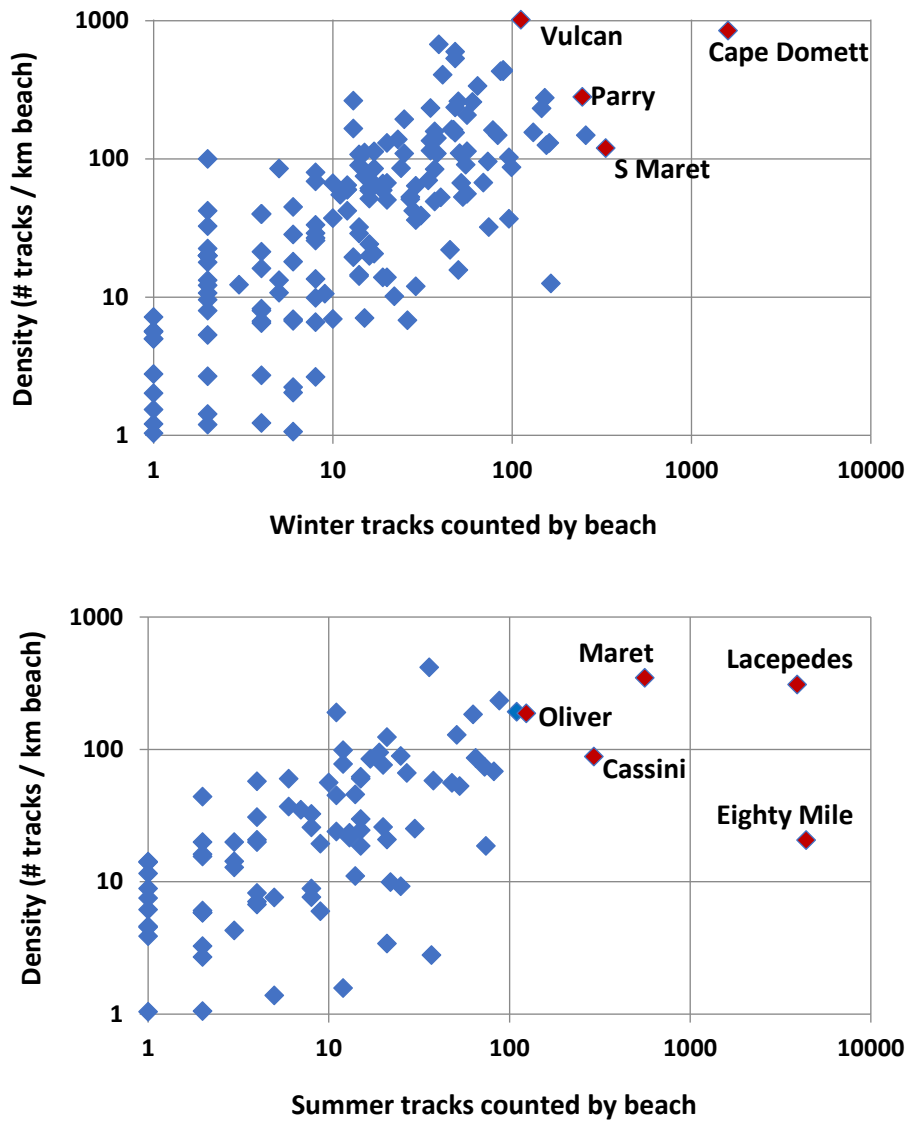 Density (# tracks / km beach)
1000
100
10
1
Vulcan
Cape Domett
Parry
S Maret
1 10 100 1000 10000
Winter tracks counted by beach
Density (# tracks / km beach)
1000
100
10
1
Maret
Lacepedes
Oliver
Cassini
Eighty Mile
1 10 100 1000 10000
Summer tracks counted by beach